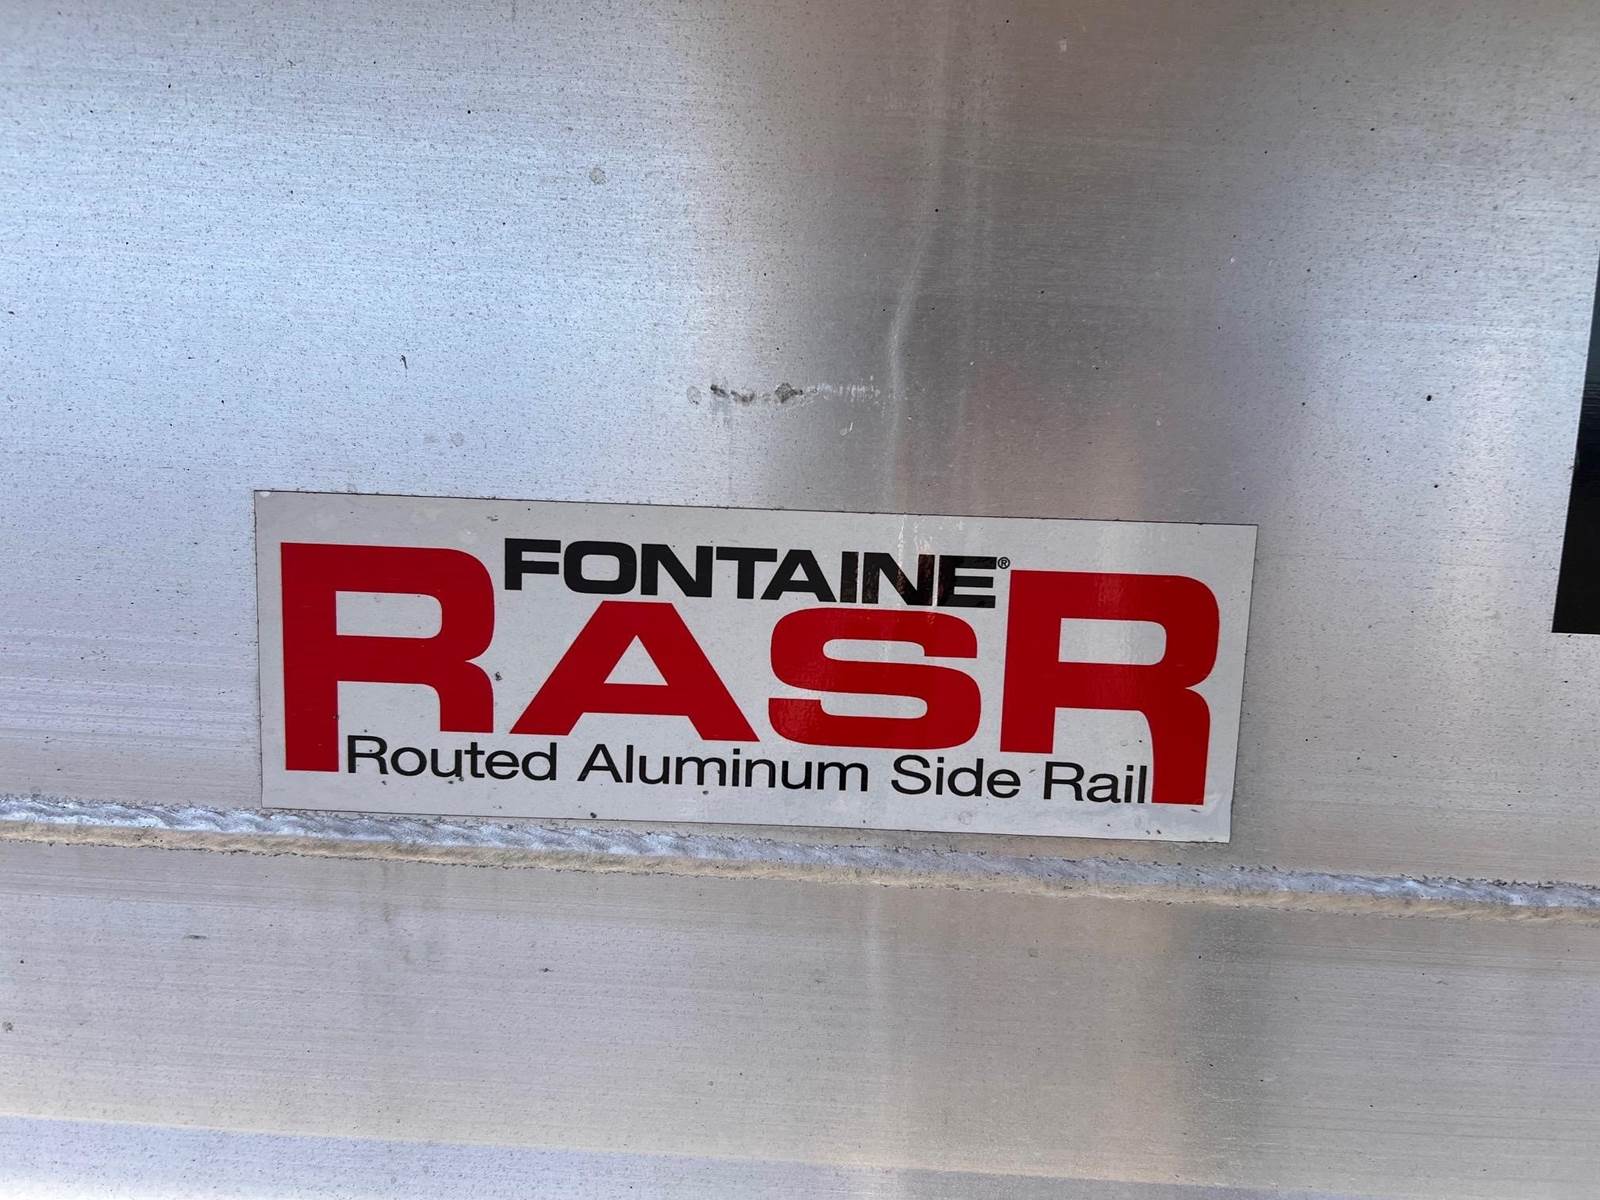 FONTAINE®
RASR
Routed Aluminum Side Rail